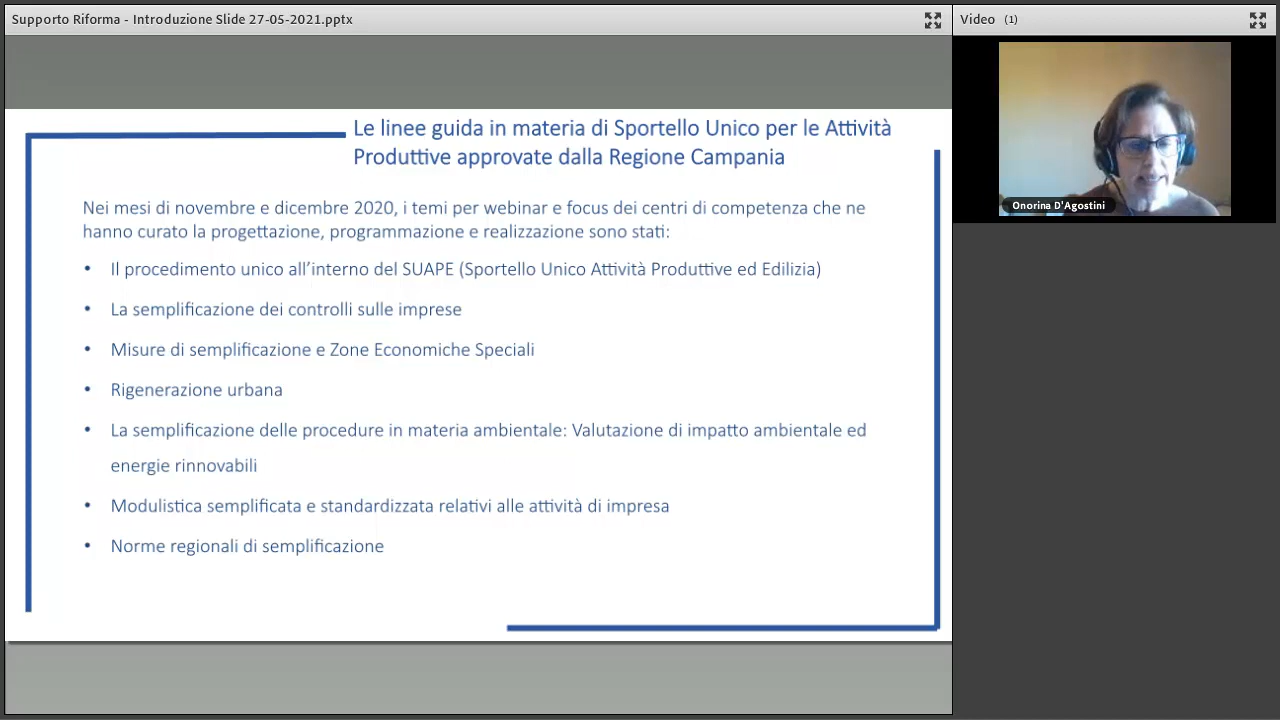 Supporto Riforma - Introduzione Slide 27-05-2021.pptx
Video (1)
Onorina D'Agostini
Le linee guida in materia di Sportello Unico per le Attività
Produttive approvate dalla Regione Campania
Nei mesi di novembre e dicembre 2020, i temi per webinar e focus dei centri di competenza che ne
hanno curato la progettazione, programmazione e realizzazione sono stati:
• Il procedimento unico all’interno del SUAPE (Sportello Unico Attività Produttive ed Edilizia)
• La semplificazione dei controlli sulle imprese
• Misure di semplificazione e Zone Economiche Speciali
• Rigenerazione urbana
• La semplificazione delle procedure in materia ambientale: Valutazione di impatto ambientale ed
energie rinnovabili
• Modulistica semplificata e standardizzata relativi alle attività di impresa
• Norme regionali di semplificazione